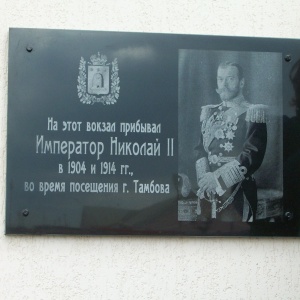 На этот вокзал прибывал
Император Николай II
в 1904 и 1914 гг.,
во время посещения г. Тамбова